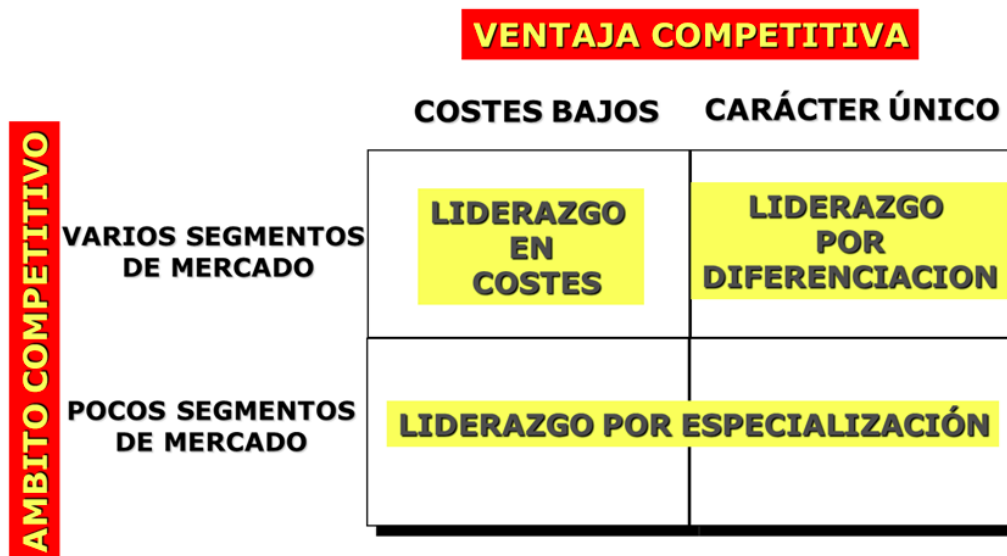 VENTAJA COMPETITIVA
COSTES BAJOS
CARÁCTER ÚNICO
AMBITO COMPETITIVO
VARIOS SEGMENTOS
DE MERCADO
LIDERAZGO
EN
COSTES
LIDERAZGO
POR
DIFERENCIACION
POCOS SEGMENTOS
DE MERCADO
LIDERAZGO POR ESPECIALIZACIÓN